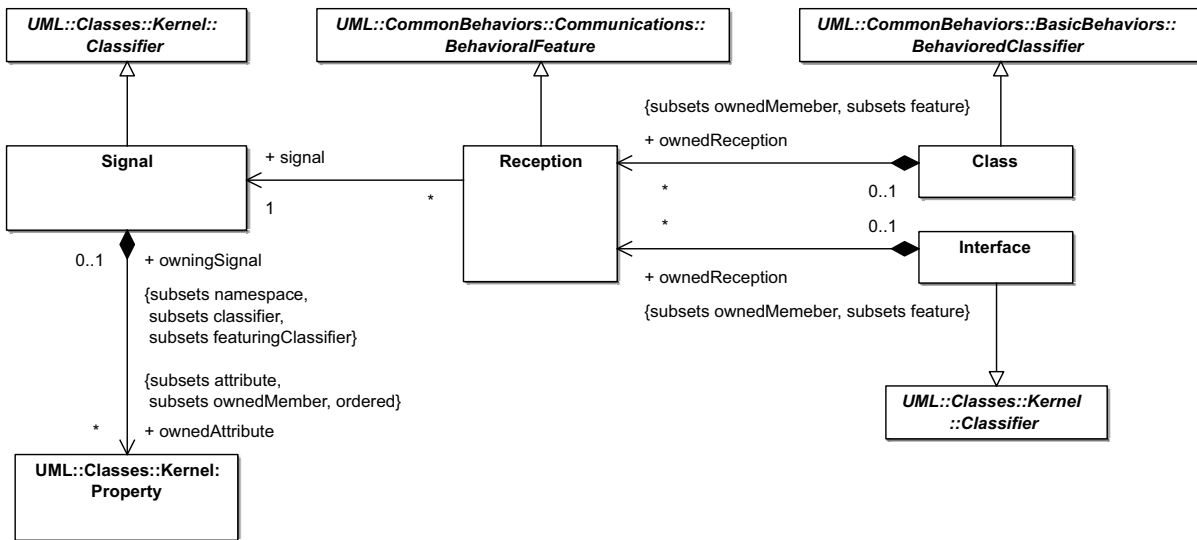 UML::Classes::Kernel::
Classifier
UML::CommonBehaviors::Communications::
BehavioralFeature
UML::CommonBehaviors::BasicBehaviors::
BehavioredClassifier
{subsets ownedMemeber, subsets feature}
Signal
+ signal
1
*
Reception
+ ownedReception
*
0..1
Class
*
0..1
+ ownedReception
{subsets ownedMemeber, subsets feature}
Interface
0..1
+ owningSignal
{subsets namespace,
subsets classifier,
subsets featuringClassifier}
{subsets attribute,
subsets ownedMember, ordered}
*
+ ownedAttribute
UML::Classes::Kernel
::Classifier
UML::Classes::Kernel:
Property